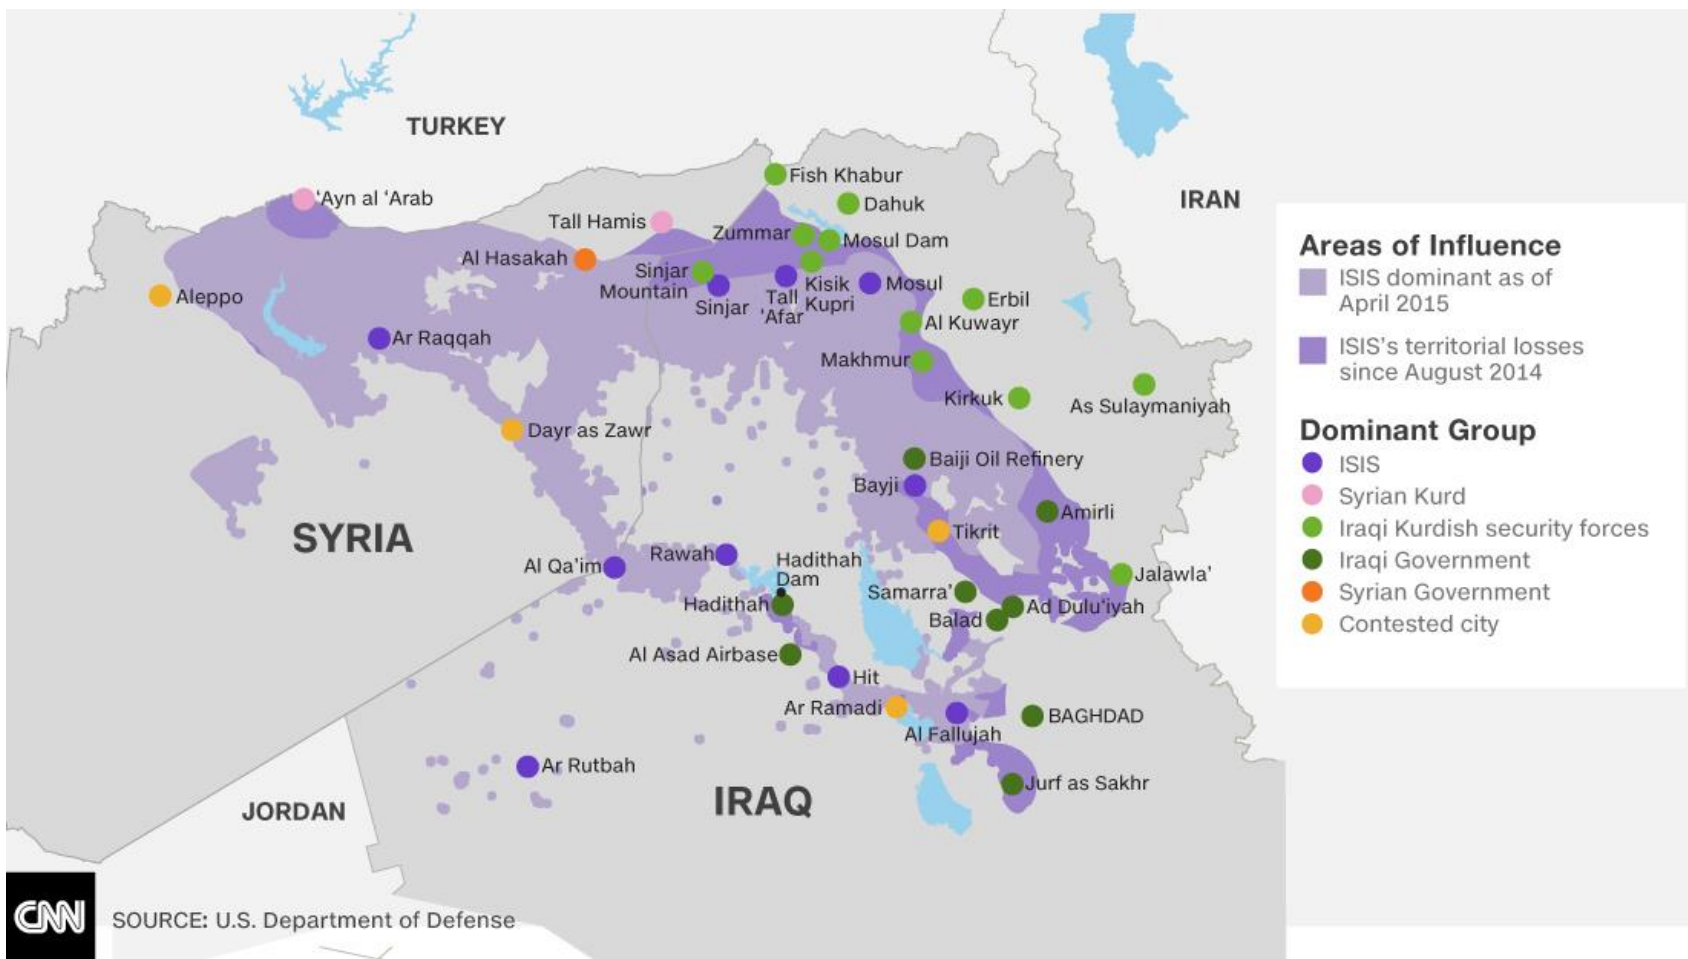 TURKEY
IRAN
‘Ayn al ‘Arab
Fish Khabur
Dahuk
Tall Hamis
Zummar
Mosul Dam
Al Hasakah
Sinjar
Mountain
Sinjar
Tall
‘Afar
Kisik
Kupri
Mosul
Aleppo
Erbil
Al Kuwayr
Ar Raqqah
Makhmur
Kirkuk
As Sulaymaniyah
Dayr as Zawr
Baiji Oil Refinery
Bayji
Amirli
SYRIA
Tikrit
Al Qa’im
Rawah
Hadithah
Dam
Jalawla’
Samarra’
Hadithah
Ad Dulu‘iyah
Balad
Al Asad Airbase
Hit
Ar Ramadi
BAGHDAD
Al Fallujah
Ar Rutbah
Jurf as Sakhr
IRAQ
JORDAN
Areas of Influence
ISIS dominant as of
April 2015
ISIS’s territorial losses
since August 2014
Dominant Group
ISIS
Syrian Kurd
Iraqi Kurdish security forces
Iraqi Government
Syrian Government
Contested city
CNN
SOURCE: U.S. Department of Defense